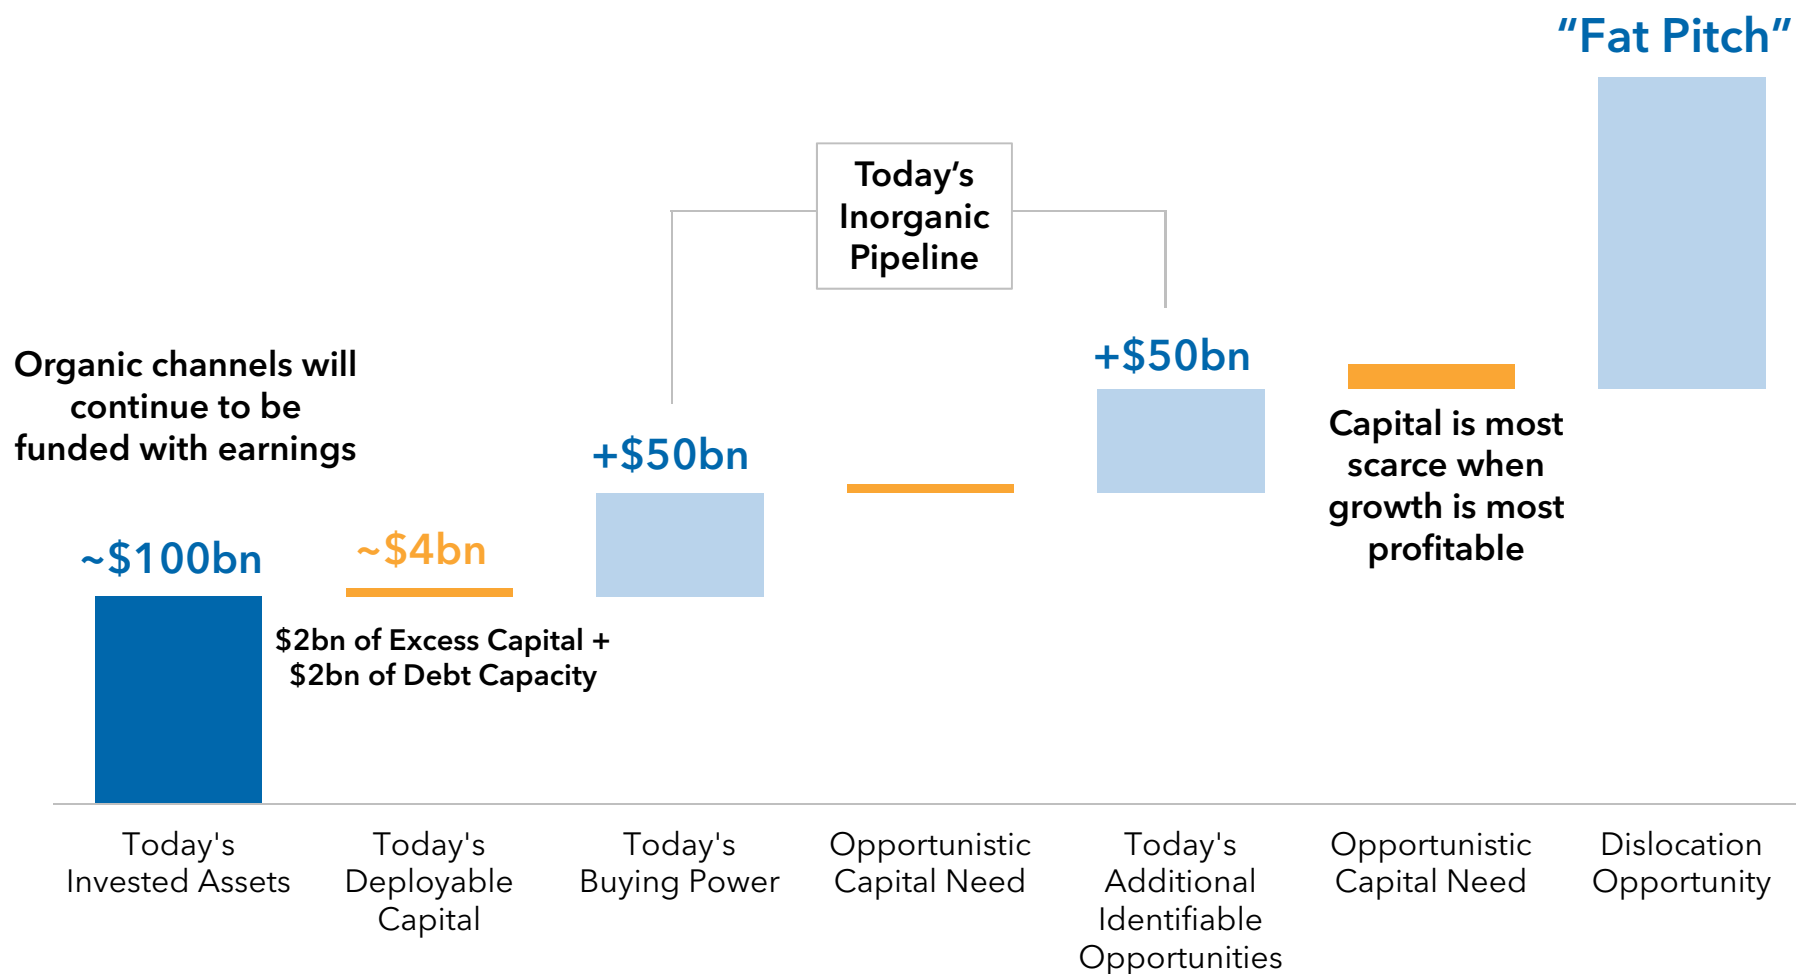 “Fat Pitch”
Today’s
Inorganic
Pipeline
Organic channels will
continue to be
funded with earnings
~$100bn
~$4bn
$2bn of Excess Capital +
$2bn of Debt Capacity
+$50bn
+$50bn
Capital is most
scarce when
growth is most
profitable
Today's
Invested Assets
Today's
Deployable
Capital
Today's
Buying Power
Opportunistic
Capital Need
Today's
Additional
Identifiable
Opportunities
Opportunistic
Capital Need
Dislocation
Opportunity